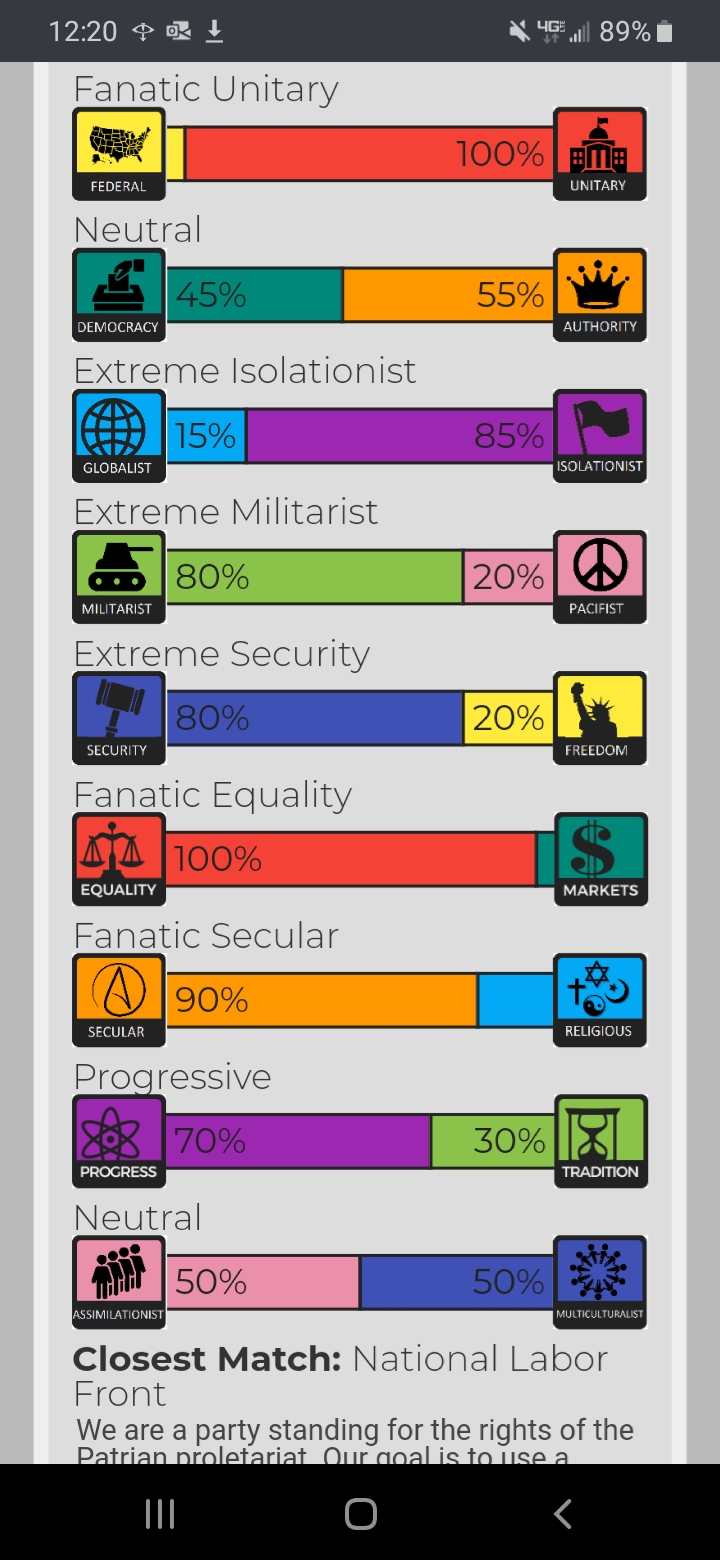 12:20 4G LTE 89%
Fanatic Unitary
100%
FEDERAL UNITARY
Neutral
45% 55%
DEMOCRACY AUTHORITY
Extreme Isolationist
15% 85%
GLOBALIST ISOLATIONIST
Extreme Militarist
80% 20%
MILITARIST PACIFIST
Extreme Security
80% 20%
SECURITY FREEDOM
Fanatic Equality
100% $
EQUALITY MARKETS
Fanatic Secular
90%
SECULAR RELIGIOUS
Progressive
70% 30%
PROGRESS TRADITION
Neutral
50% 50%
ASSIMILATIONIST MULTICULTURALIST
Closest Match: National Labor
Front
We are a party standing for the rights of the
Patrian proletariat. Our goal is to use a